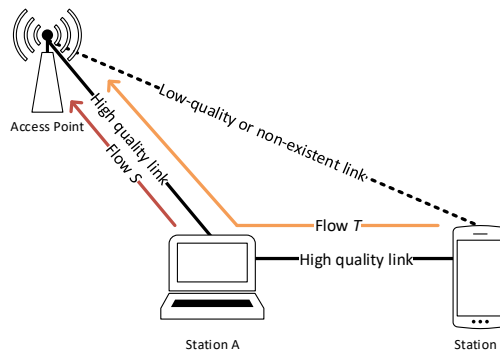 Low-quality or non-existent link
High quality link
Access Point
Flow S
Flow T
High quality link
Station A
Station